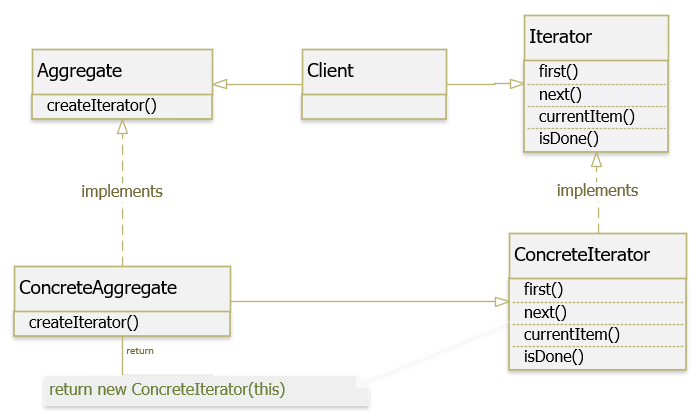 Aggregate
createIterator()
Client
Iterator
first()
next()
currentItem()
isDone()
implements
implements
ConcreteAggregate
createIterator()
ConcreteIterator
first()
next()
currentItem()
isDone()
return
return new ConcreteIterator(this)